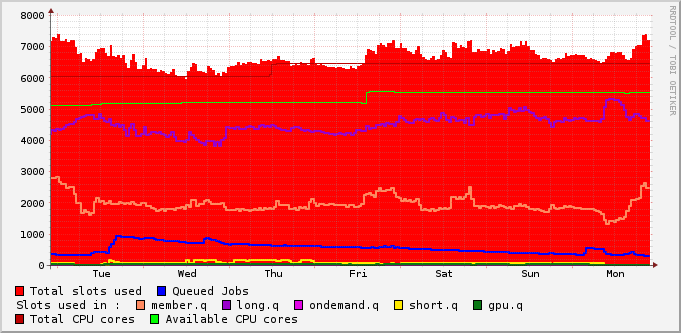 8000
7000
6000
5000
4000
3000
2000
1000
0
Tue Wed Thu Fri Sat Sun Mon
Total slots used Queued Jobs
Slots used in : member.q long.q ondemand.q short.q gpu.q
Total CPU cores Available CPU cores
RRDTOOL / TOBI OETIKER